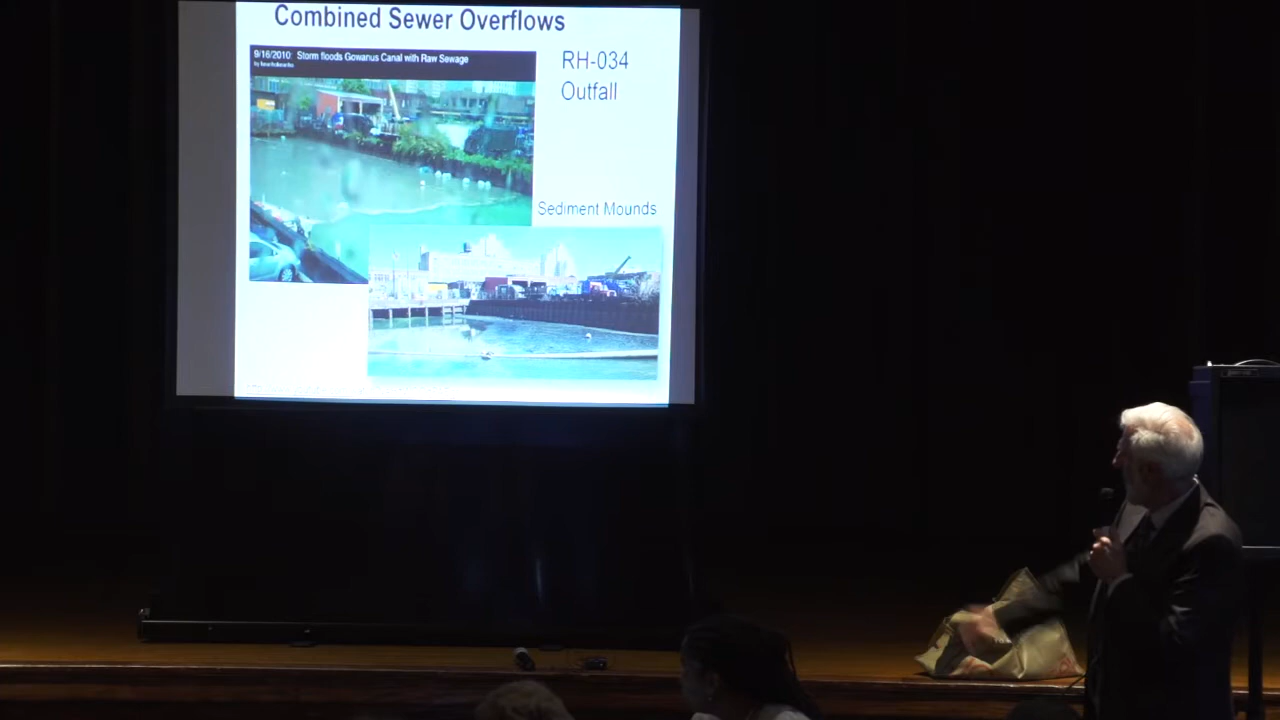 Combined Sewer Overflows
9/16/2010: Storm floods Gowanus Canal with Raw Sewage
RH-034
Outfall
Sediment Mounds